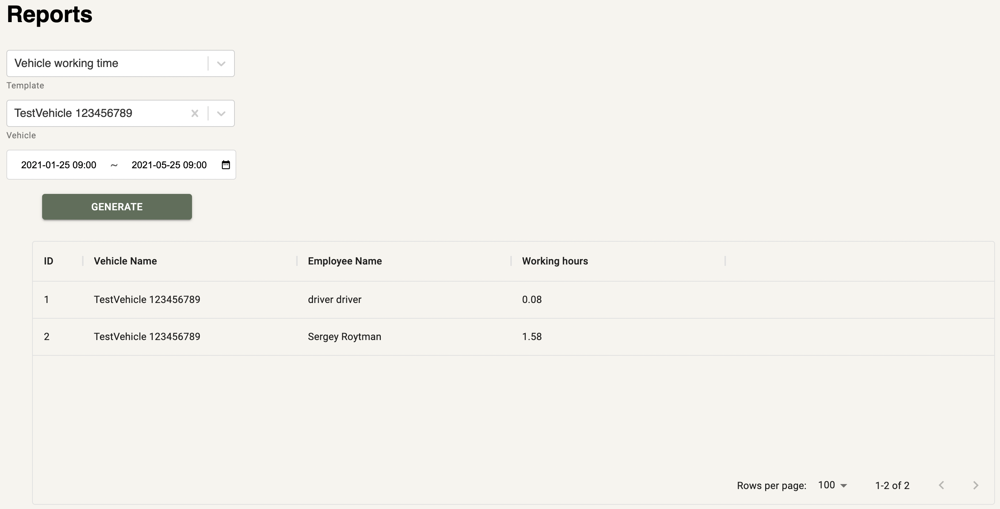 Reports
Vehicle working time
Template
TestVehicle 123456789
Vehicle
2021-01-25 09:00 ~ 2021-05-25 09:00
GENERATE
ID Vehicle Name Employee Name Working hours
1 TestVehicle 123456789 driver driver 0.08
2 TestVehicle 123456789 Sergey Roytman 1.58
Rows per page: 100 1-2 of 2